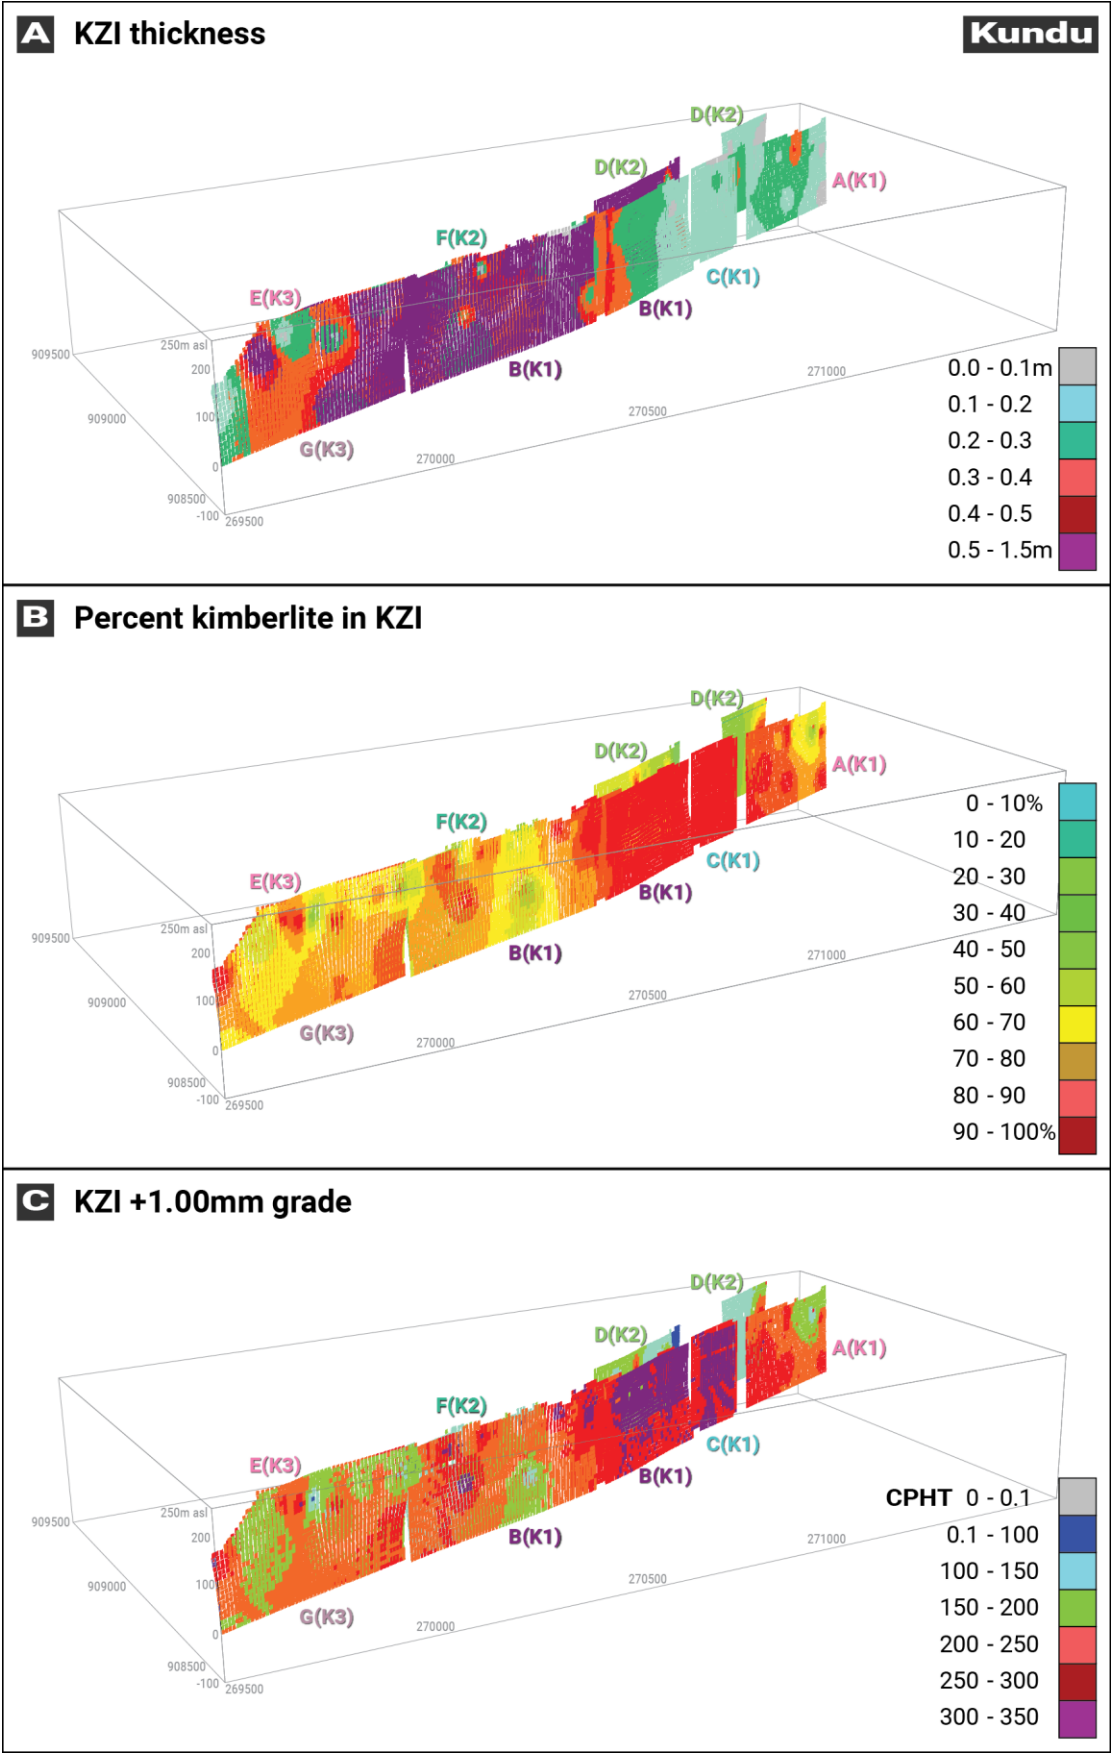 A KZI thickness
Kundu
D(K2)
D(K2)
A(K1)
F(K2)
C(K1)
E(K3)
B(K1)
909500
250m asl
200
B(K1)
271000
100
909000
270500
G(K3)
270000
0
908500
-100
269500
0.0 - 0.1m
0.1 - 0.2
0.2 - 0.3
0.3 - 0.4
0.4 - 0.5
0.5 - 1.5m
B Percent kimberlite in KZI
D(K2)
D(K2)
A(K1)
F(K2)
C(K1)
E(K3)
B(K1)
909500
250m asl
200
B(K1)
271000
100
909000
270500
G(K3)
270000
0
908500
-100
269500
0 - 10%
10 - 20
20 - 30
30 - 40
40 - 50
50 - 60
60 - 70
70 - 80
80 - 90
90 - 100%
C KZI +1.00mm grade
D(K2)
D(K2)
A(K1)
F(K2)
C(K1)
E(K3)
B(K1)
909500
250m asl
200
B(K1)
271000
100
909000
270500
G(K3)
270000
0
908500
-100
269500
CPHT 0 - 0.1
0.1 - 100
100 - 150
150 - 200
200 - 250
250 - 300
300 - 350